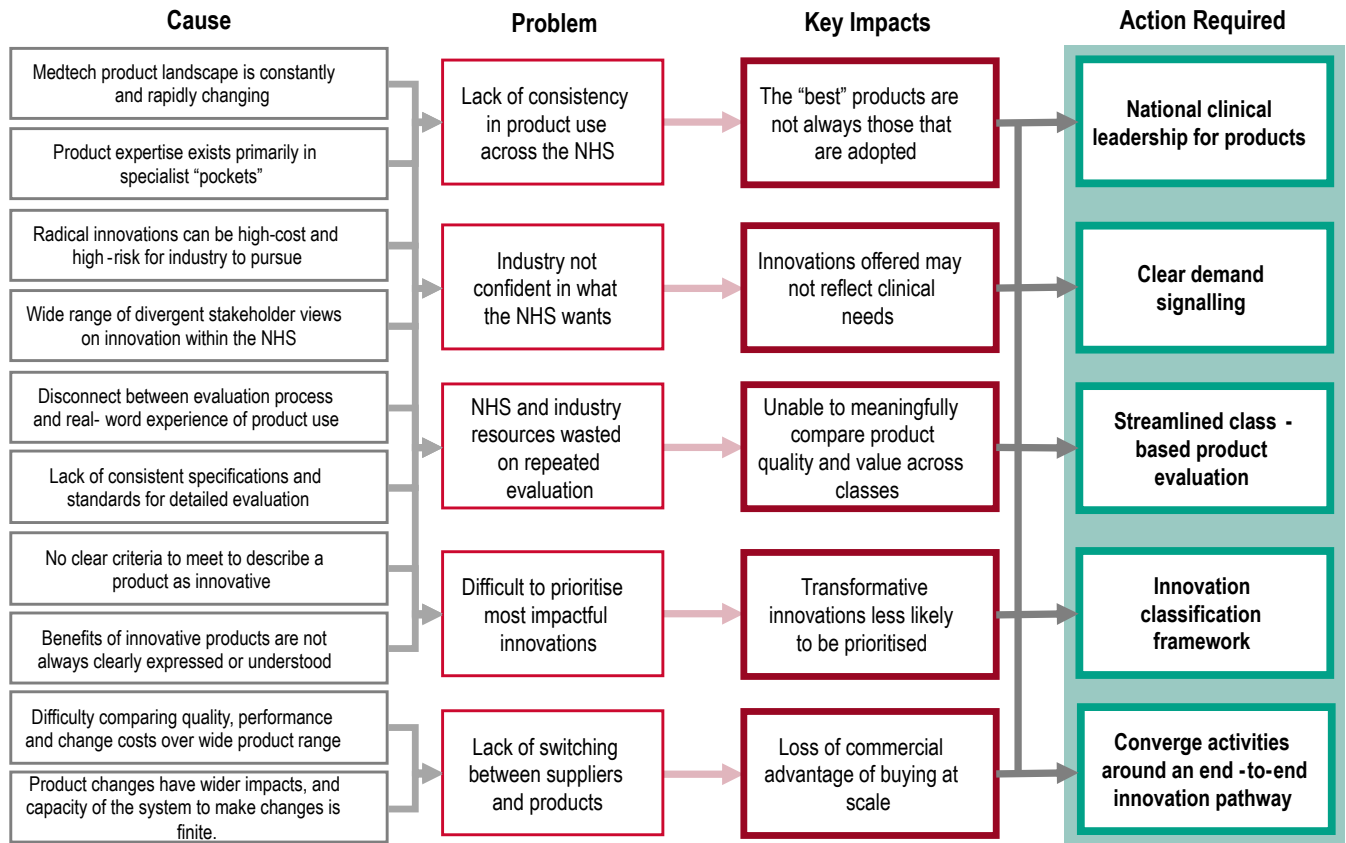 Cause
Problem
Key Impacts
Action Required
Medtech product landscape is constantly
and rapidly changing
Product expertise exists primarily in
specialist “pockets”
Radical innovations can be high-cost and
high -risk for industry to pursue
Wide range of divergent stakeholder views
on innovation within the NHS
Disconnect between evaluation process
and real- word experience of product use
Lack of consistent specifications and
standards for detailed evaluation
No clear criteria to meet to describe a
product as innovative
Benefits of innovative products are not
always clearly expressed or understood
Difficulty comparing quality, performance
and change costs over wide product range
Product changes have wider impacts, and
capacity of the system to make changes is
finite.
Lack of consistency
in product use
across the NHS
Industry not
confident in what
the NHS wants
NHS and industry
resources wasted
on repeated
evaluation
Difficult to prioritise
most impactful
innovations
Lack of switching
between suppliers
and products
The “best” products are
not always those that
are adopted
Innovations offered may
not reflect clinical
needs
Unable to meaningfully
compare product
quality and value across
classes
Transformative
innovations less likely
to be prioritised
Loss of commercial
advantage of buying at
scale
National clinical
leadership for products
Clear demand
signalling
Streamlined class -
based product
evaluation
Innovation
classification
framework
Converge activities
around an end -to-end
innovation pathway